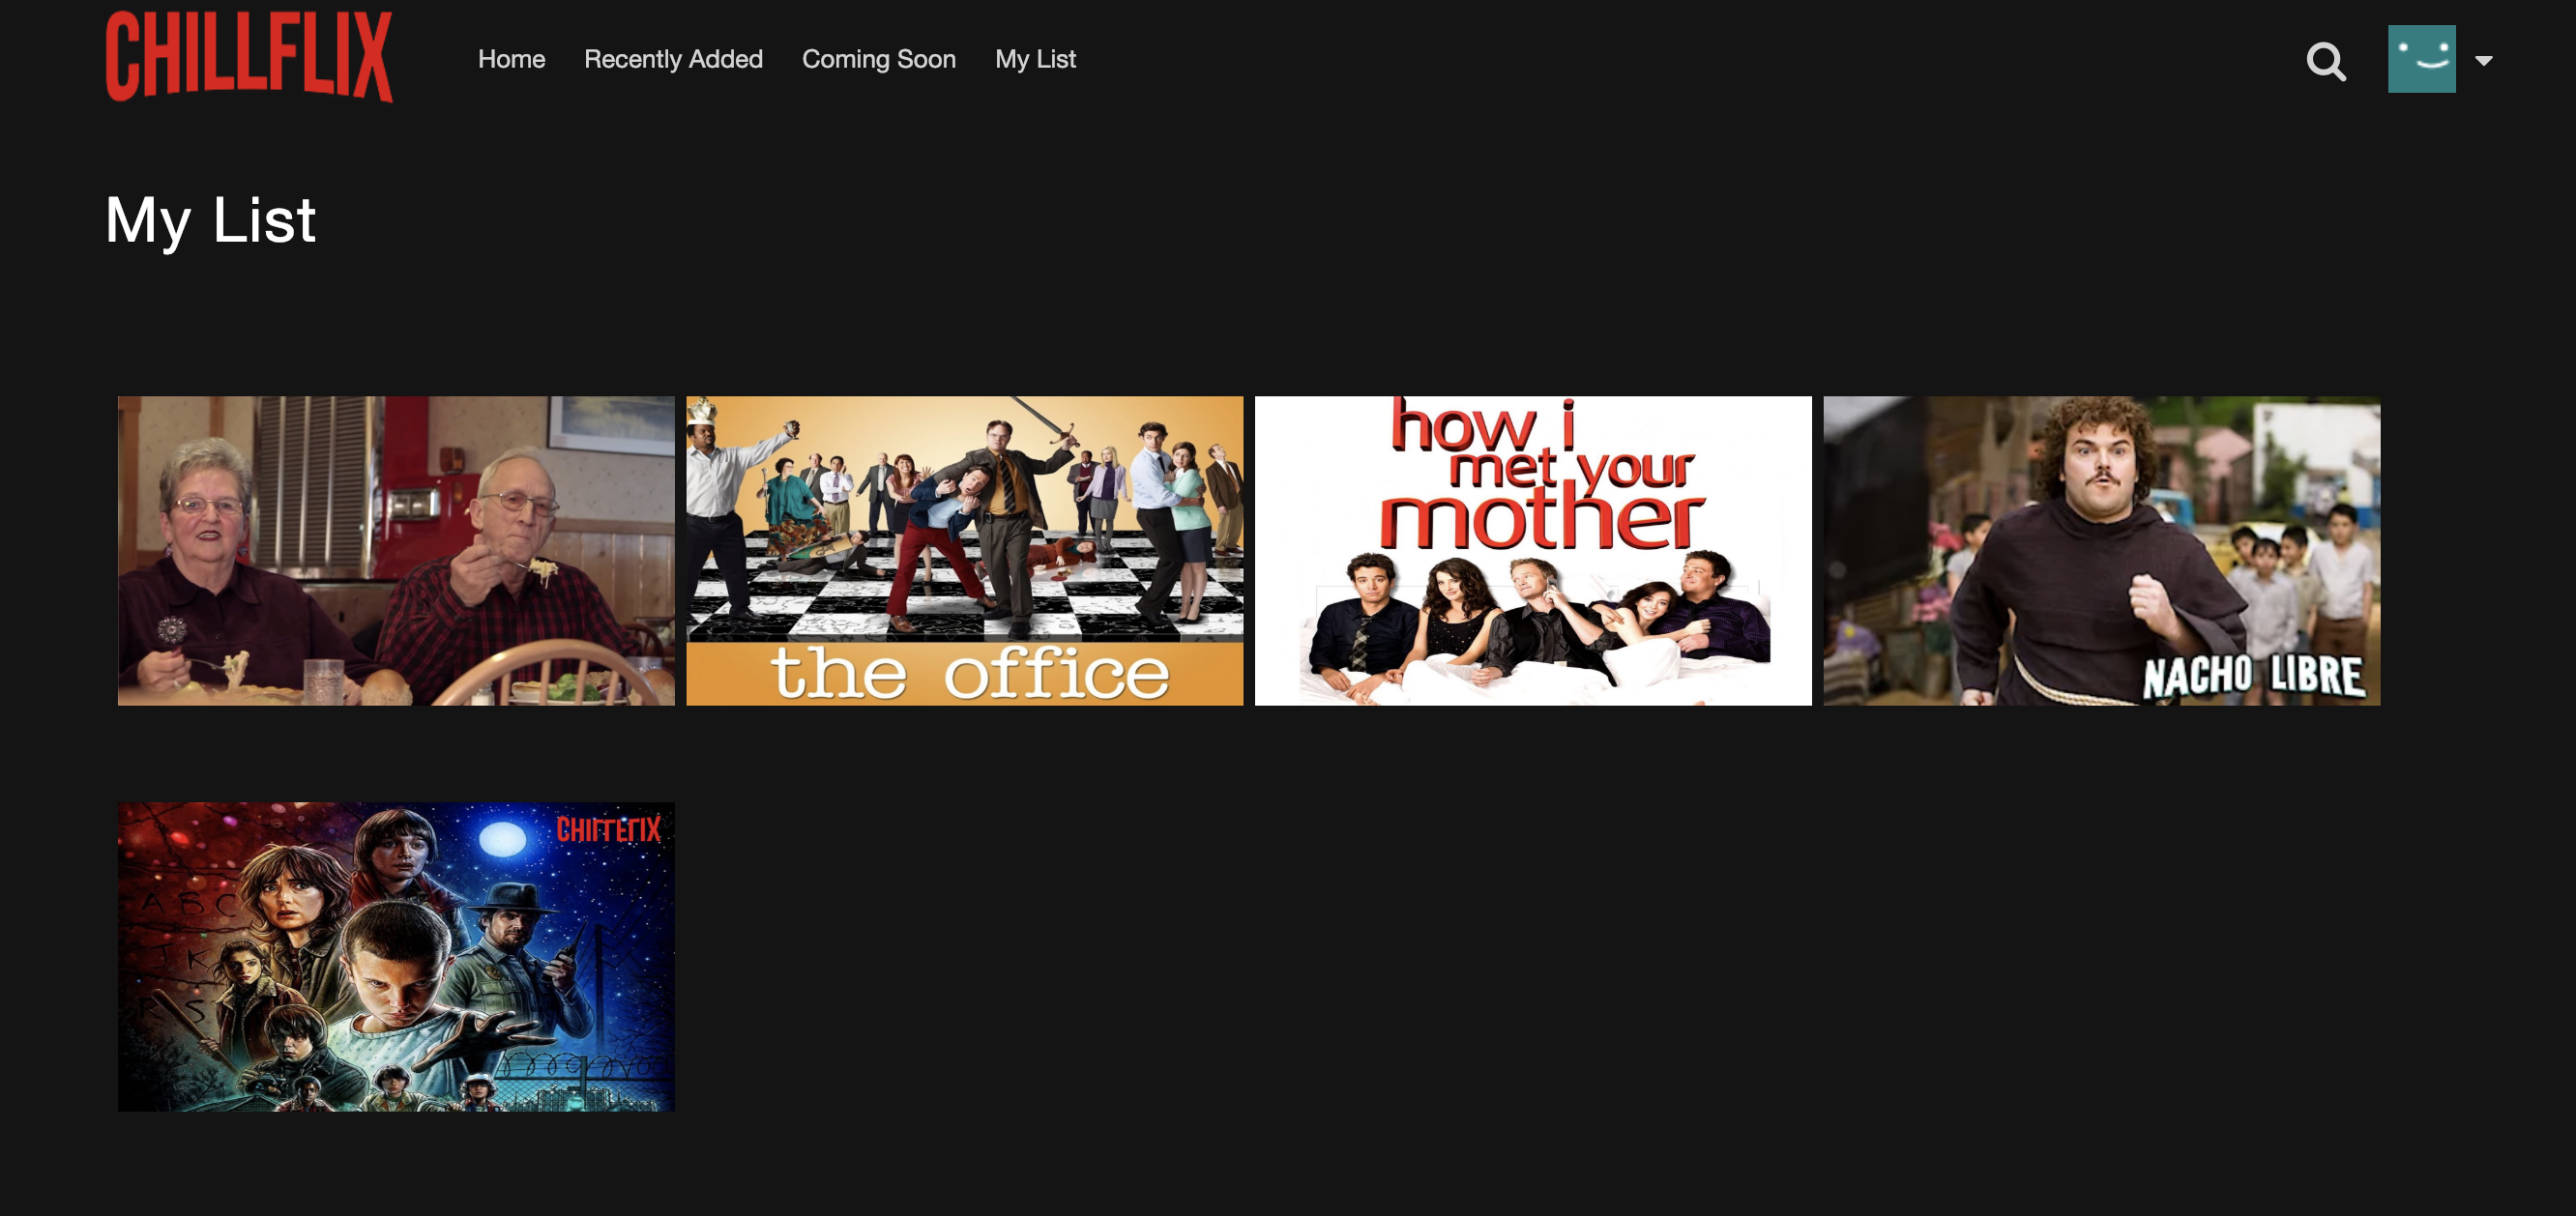 CHILLFLIX
Home Recently Added Coming Soon My List
My List
the office
how i
met your
mother
NACHO LIBRE
CHILLFLIX
A B C
J K
R S